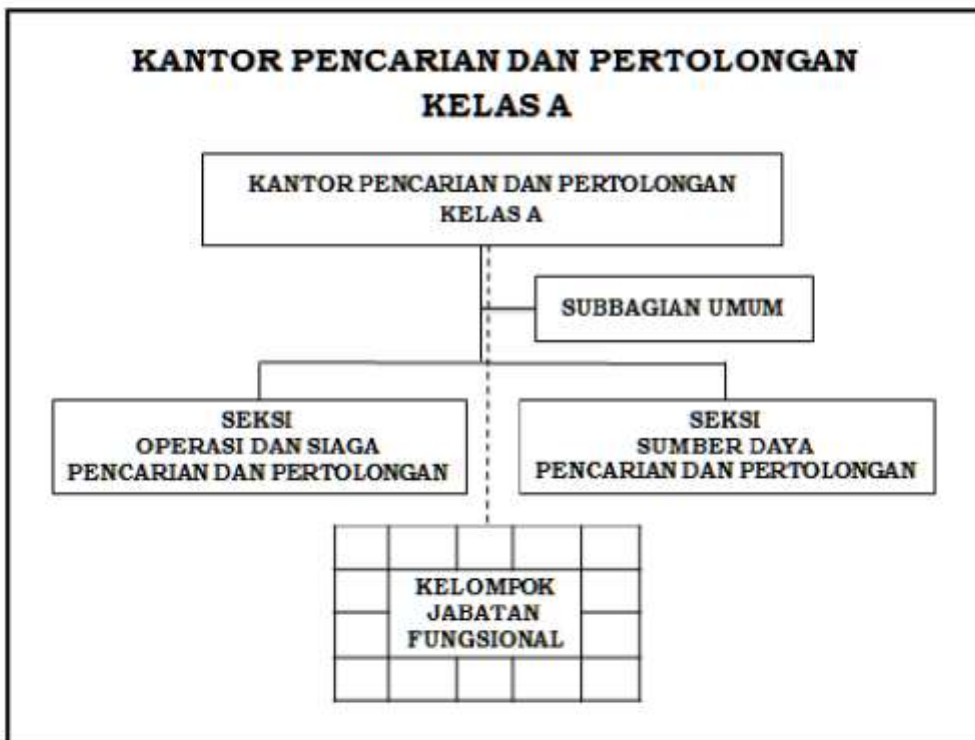 KANTOR PENCARIAN DAN PERTOLONGAN
KELAS A
KANTOR PENCARIAN DAN PERTOLONGAN
KELAS A
SUBBAGIAN UMUM
SEKSI
OPERASI DAN SIAGA
PENCARIAN DAN PERTOLONGAN
SEKSI
SUMBER DAYA
PENCARIAN DAN PERTOLONGAN
KELOMPOK
JABATAN
FUNGSIONAL